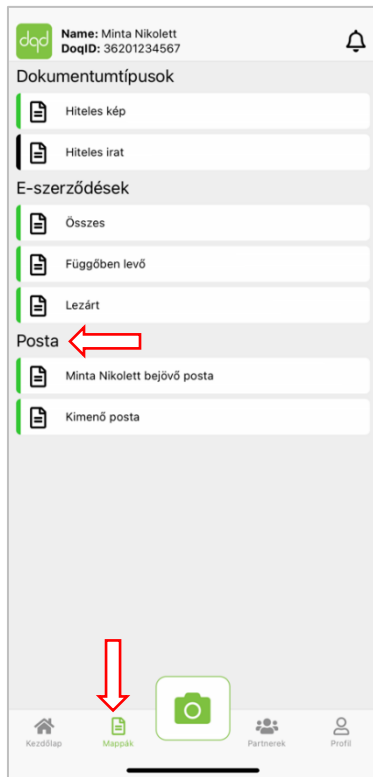 dqd
Name: Minta Nikolett
DoqID: 36201234567
Dokumentumtípusok
Hiteles kép
Hiteles irat
E-szerződések
Összes
Függőben levő
Lezárt
Posta
Minta Nikolett bejövő posta
Kimenő posta
Kezdőlap
Mappák
Partnerek
Profil